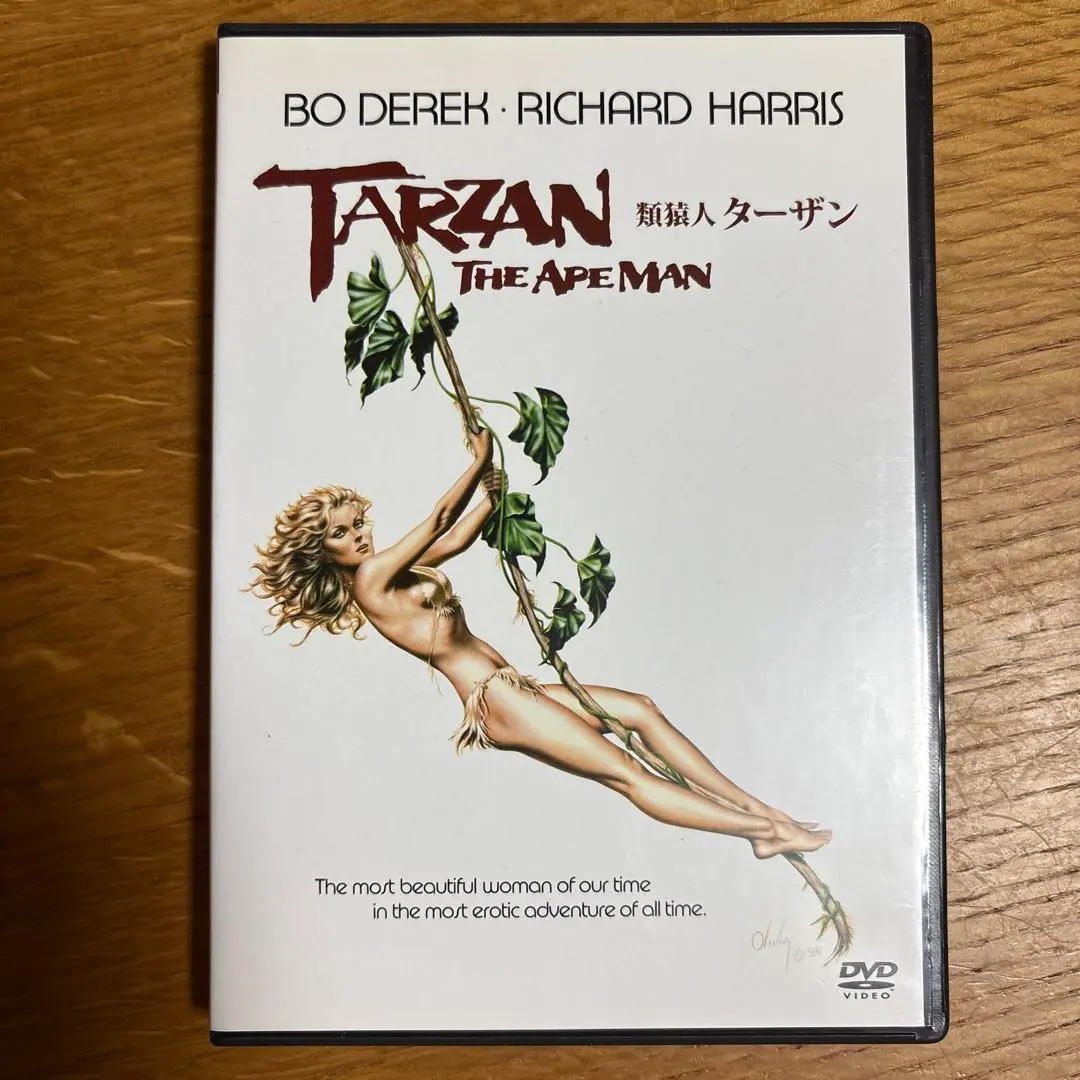 BO DEREK · RICHARD HARRIS
TARZAN 類猿人 ターザン
THE APE MAN
The most beautiful woman of our time
in the most erotic adventure of all time.
Olivia
DVD
VIDEO